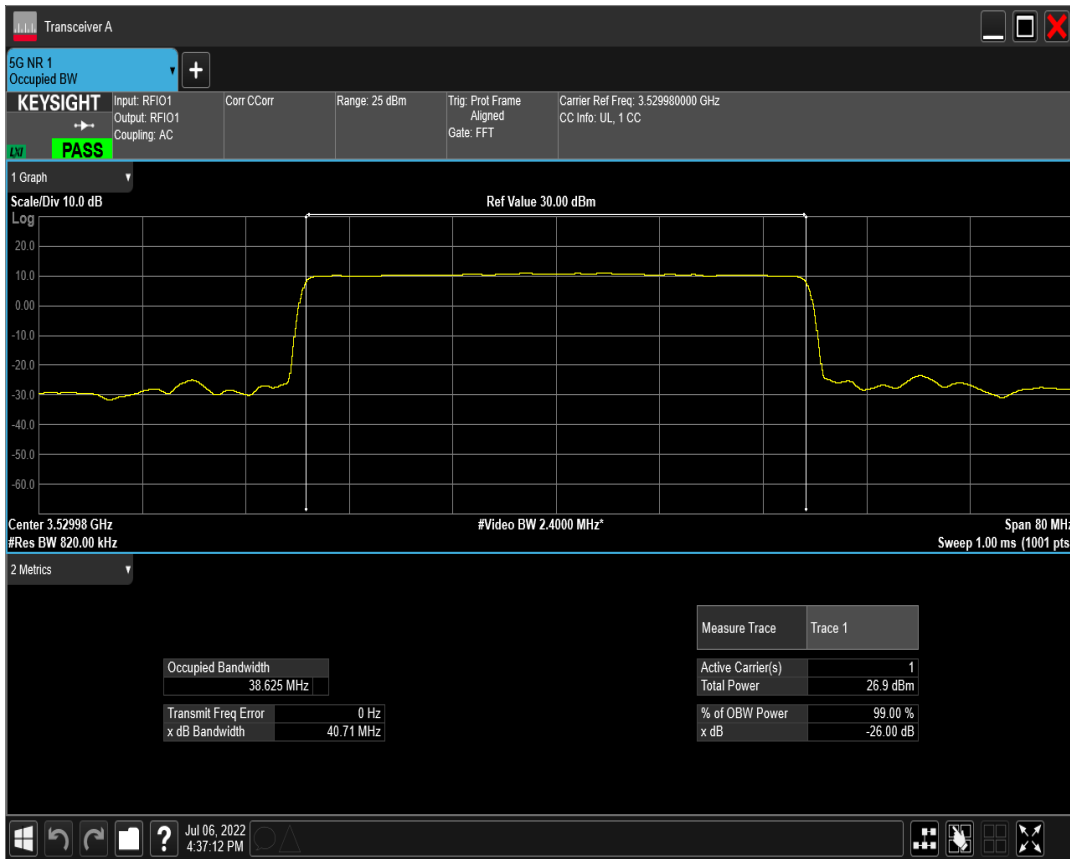 Transceiver A
5G NR 1
Occupied BW
+
KEYSIGHT
LXI
PASS
Input: RFIO1
Output: RFIO1
Coupling: AC
Corr CCorr
Range: 25 dBm
Trig: Prot Frame
Aligned
Gate: FFT
Carrier Ref Freq: 3.529980000 GHz
CC Info: UL, 1 CC
1 Graph
Scale/Div 10.0 dB
Ref Value 30.00 dBm
Log
20.0
10.0
0.00
-10.0
-20.0
-30.0
-40.0
-50.0
-60.0
Center 3.52998 GHz
#Video BW 2.4000 MHz*
Span 80 MHz
#Res BW 820.00 kHz
Sweep 1.00 ms (1001 pts
2 Metrics
Measure Trace Trace 1
Occupied Bandwidth
38.625 MHz
Active Carrier(s) 1
Total Power 26.9 dBm
Transmit Freq Error 0 Hz
x dB Bandwidth 40.71 MHz
% of OBW Power 99.00 %
x dB -26.00 dB
?
Jul 06, 2022
4:37:12 PM